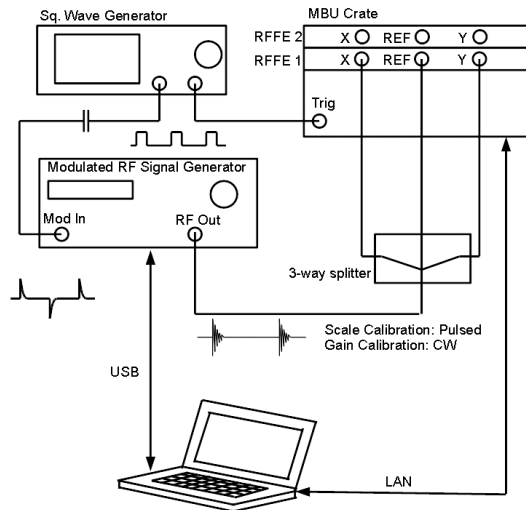 Sq. Wave Generator
MBU Crate
RFFE 2 X REF Y
RFFE 1 X REF Y
Trig
Modulated RF Signal Generator
Mod In
RF Out
3-way splitter
Scale Calibration: Pulsed
Gain Calibration: CW
USB
LAN